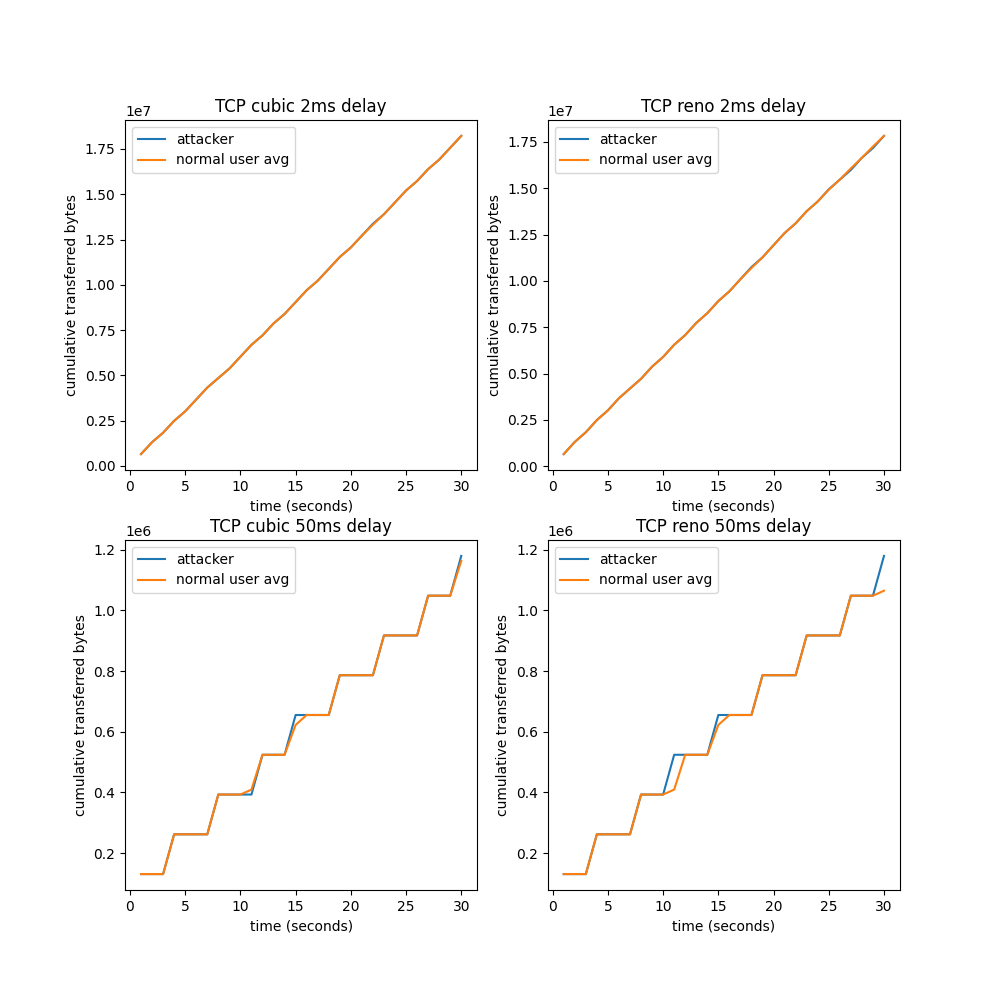 TCP cubic 2ms delay
1e7
attacker
normal user avg
cumulative transferred bytes
1.75
1.50
1.25
1.00
0.75
0.50
0.25
0.00
0 5 10 15 20 25 30
time (seconds)
TCP reno 2ms delay
1e7
attacker
normal user avg
cumulative transferred bytes
1.75
1.50
1.25
1.00
0.75
0.50
0.25
0.00
0 5 10 15 20 25 30
time (seconds)
TCP cubic 50ms delay
1e6
attacker
normal user avg
cumulative transferred bytes
1.2
1.0
0.8
0.6
0.4
0.2
0 5 10 15 20 25 30
time (seconds)
TCP reno 50ms delay
1e6
attacker
normal user avg
cumulative transferred bytes
1.2
1.0
0.8
0.6
0.4
0.2
0 5 10 15 20 25 30
time (seconds)